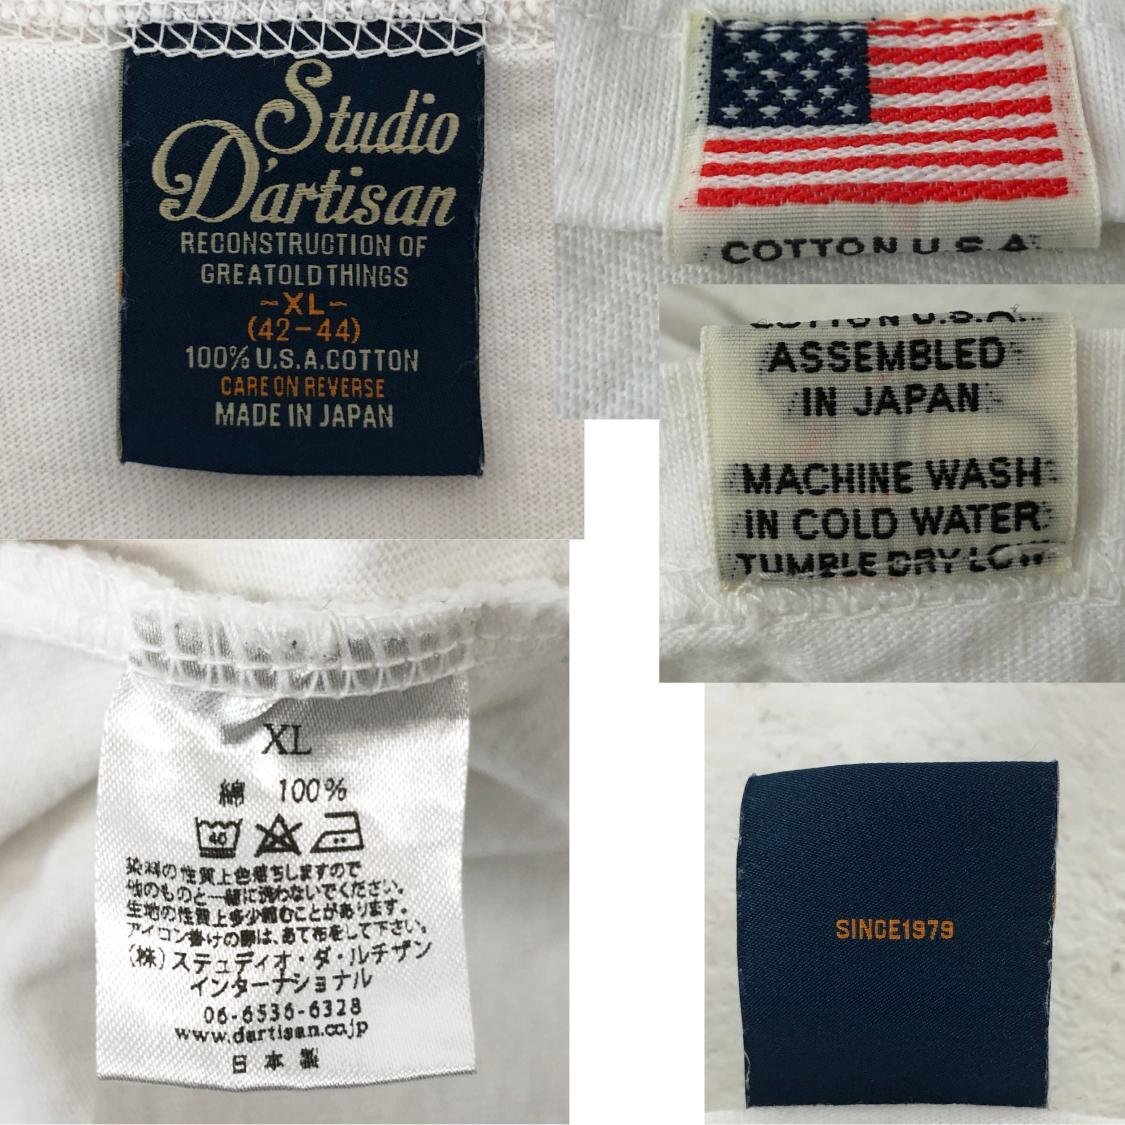 Studio
D'artisan
RECONSTRUCTION OF
GREATOLDTHINGS
~XL~
(42-44)
100% U.S.A.COTTON
CARE ON REVERSE
MADE IN JAPAN
COTTON U.S.A.
COTTON U.S.A.
ASSEMBLED
IN JAPAN
MACHINE WASH
IN COLD WATER
TUMBLE DRY LOW
XL
綿 100%
40
染料の性質上色落ちしますので
他のものと一緒に洗わないでください。
生地の性質上多少縮むことがあります。
アイロン掛けの際は、あて布をして下さい。
(株)ステュディオ・ダ・ルチザン
インターナショナル
06-6536-6328
www.dartisan.co.jp
日本製
SINCE1979